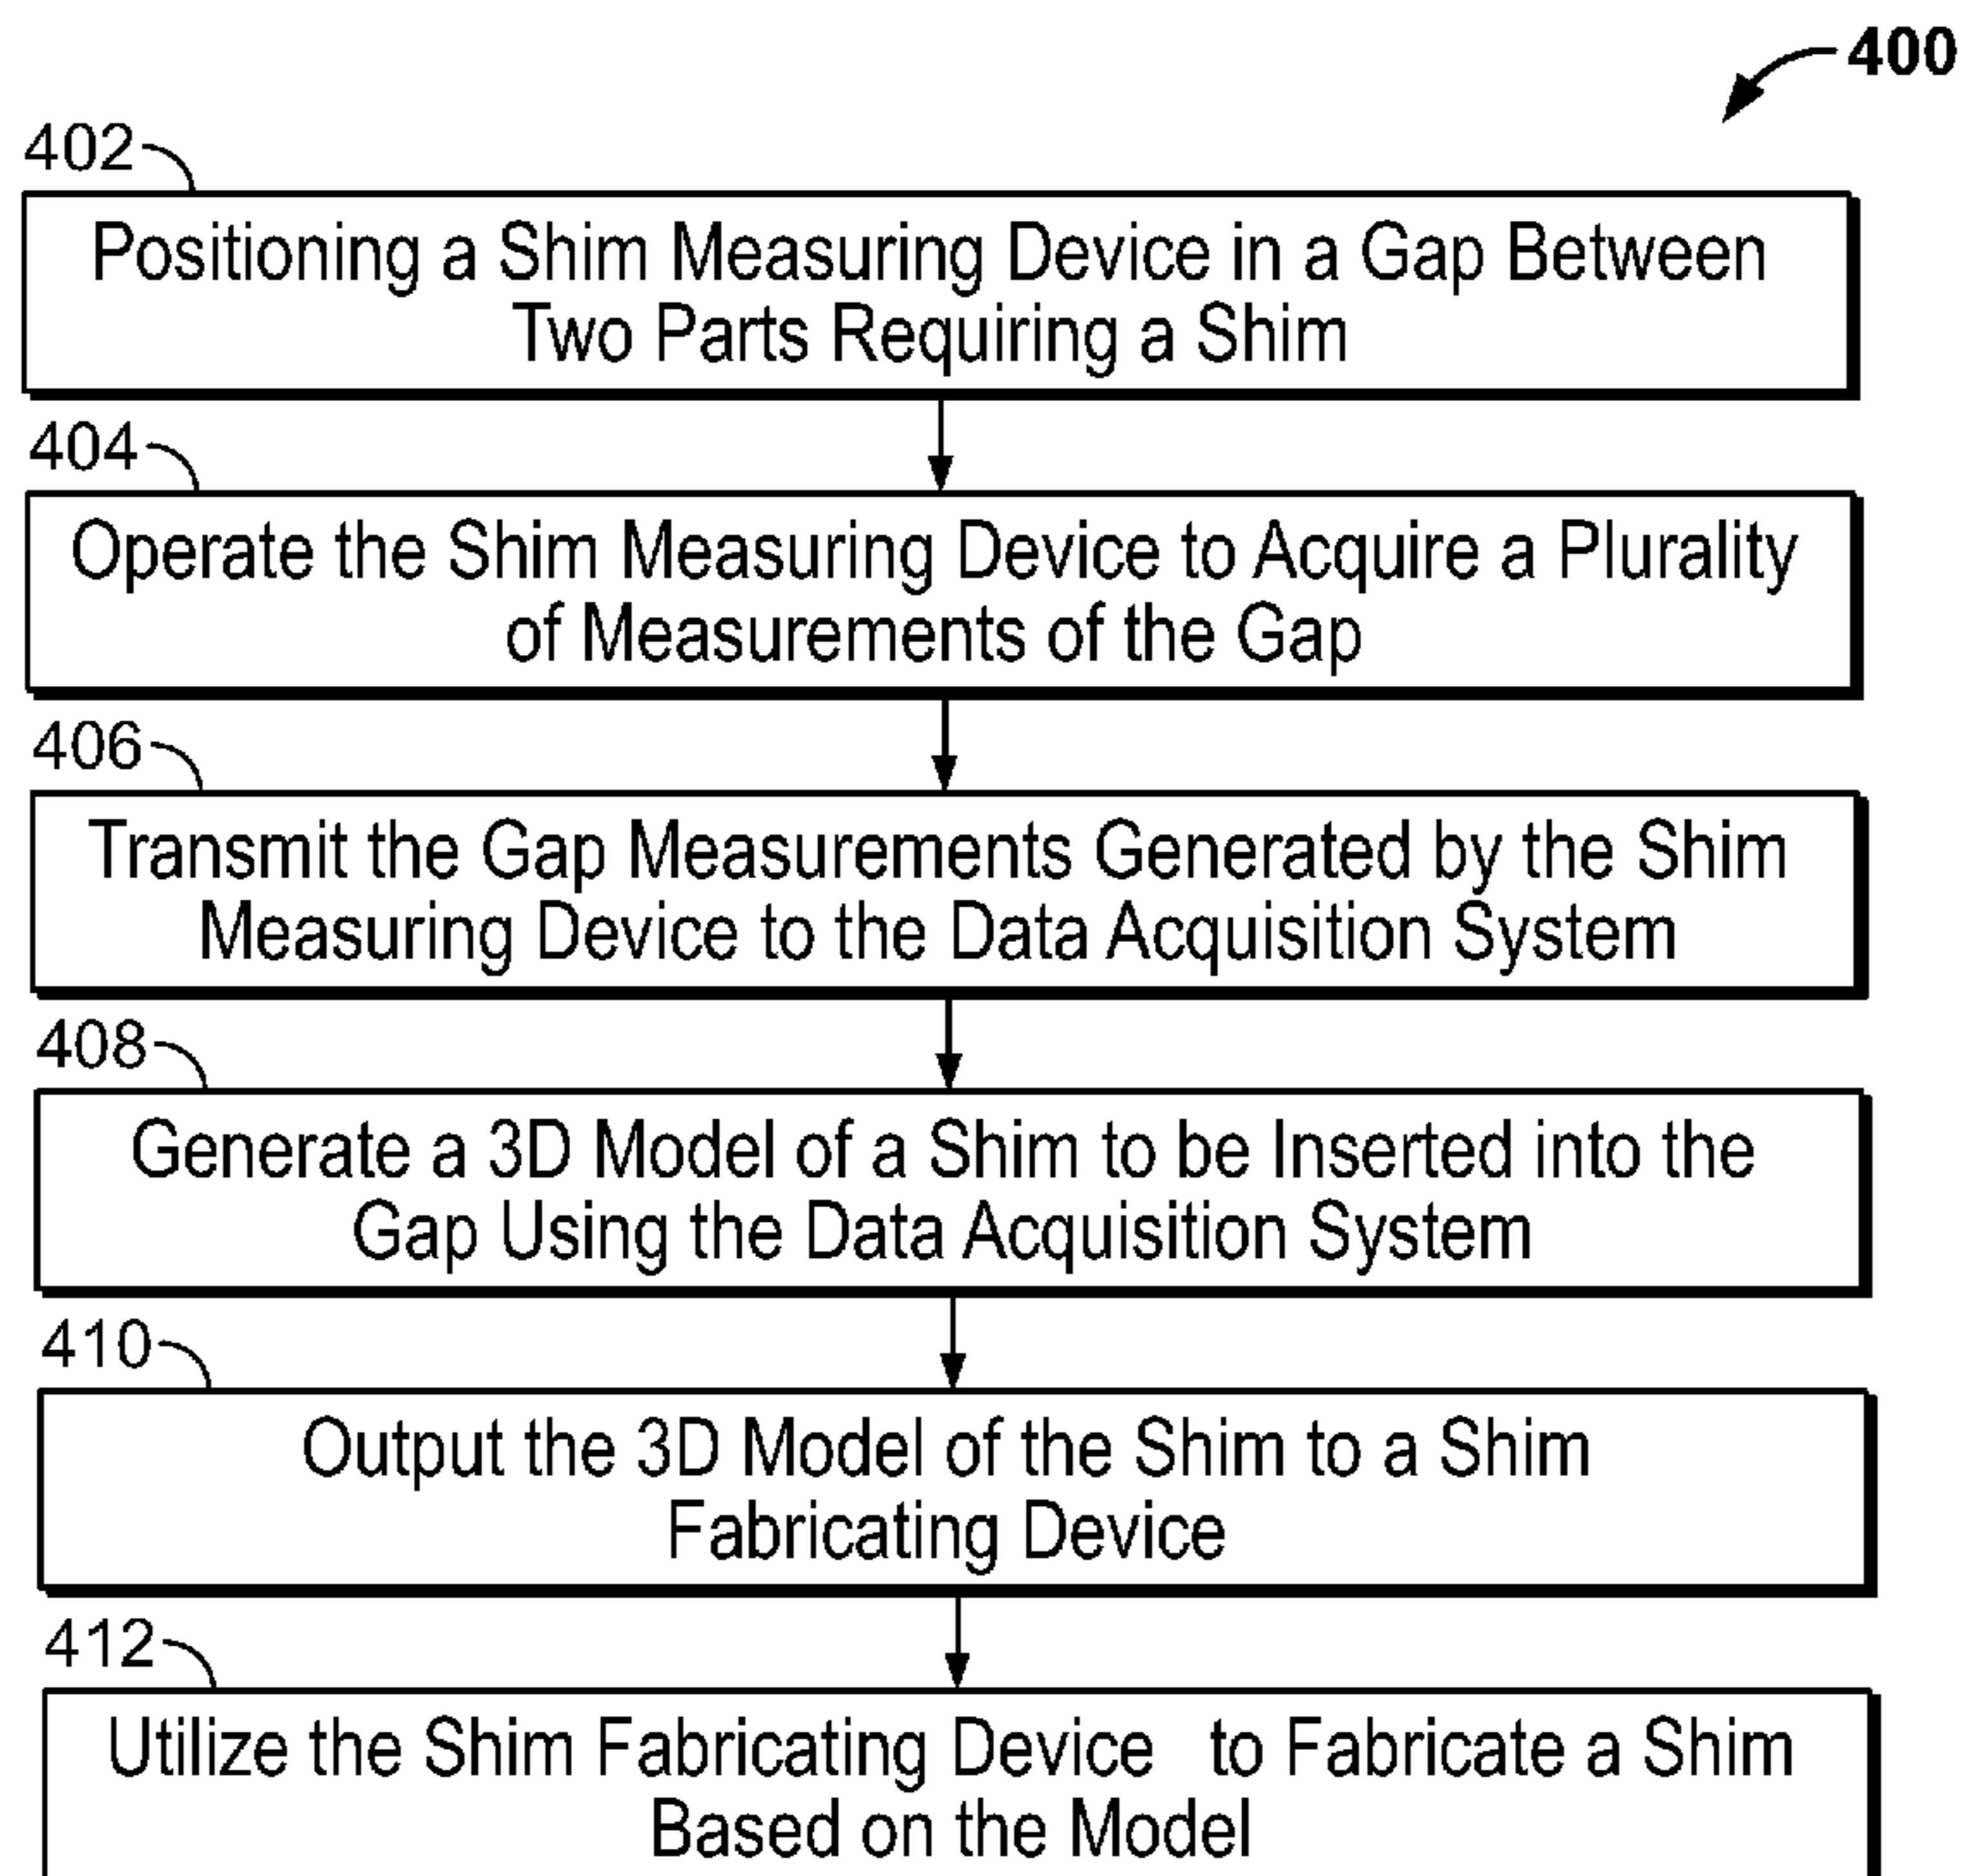 400
402
Positioning a Shim Measuring Device in a Gap Between
Two Parts Requiring a Shim
404
Operate the Shim Measuring Device to Acquire a Plurality
of Measurements of the Gap
406
Transmit the Gap Measurements Generated by the Shim
Measuring Device to the Data Acquisition System
408
Generate a 3D Model of a Shim to be Inserted into the
Gap Using the Data Acquisition System
410
Output the 3D Model of the Shim to a Shim
Fabricating Device
412
Utilize the Shim Fabricating Device to Fabricate a Shim
Based on the Model